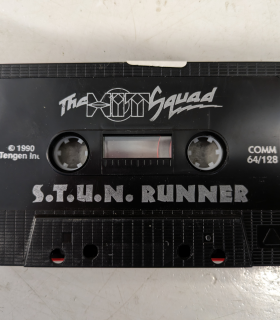 The HIT Squad
© 1990
Tengen Inc
COMM
64/128
S.T.U.N. RUNNER
A